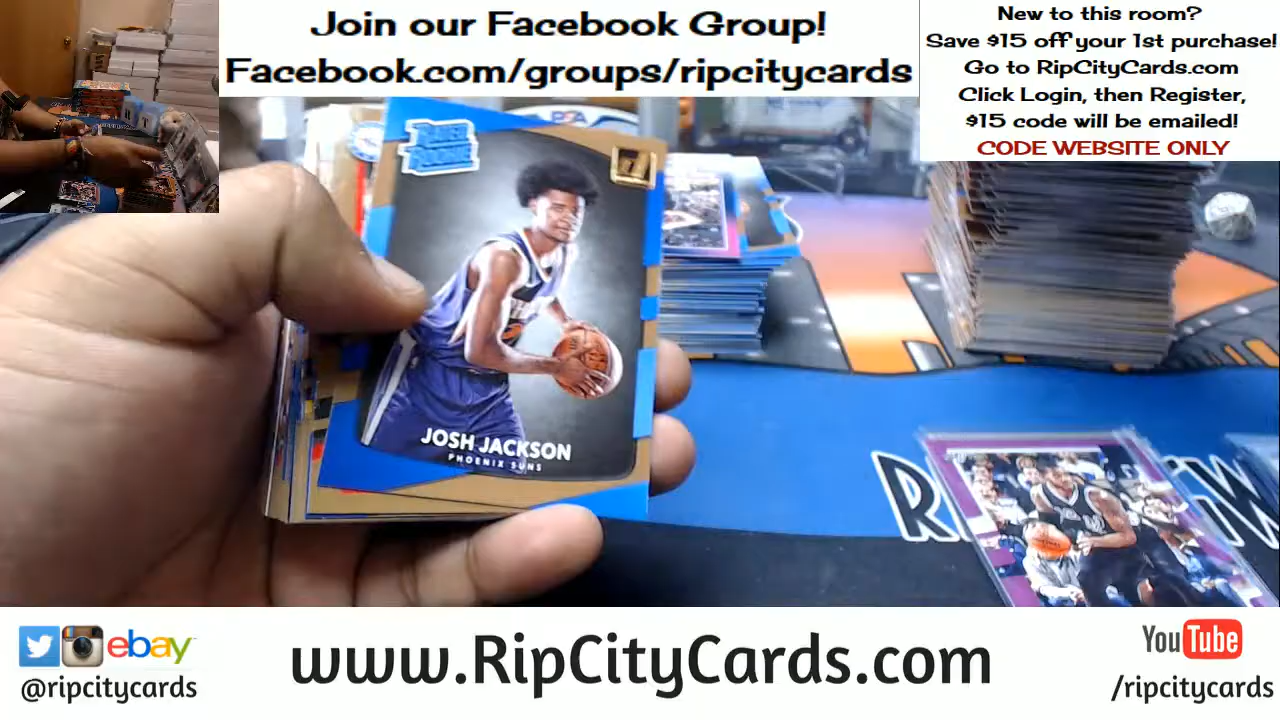 Join our Facebook Group!
Facebook.com/groups/ripcitycards
New to this room?
Save $15 off your 1st purchase!
Go to RipCityCards.com
Click Login, then Register,
$15 code will be emailed!
CODE WEBSITE ONLY
PSA
RATED
ROOKIE
JOSH JACKSON
PHOENIX SUNS
ebay
@ripcitycards
www.RipCityCards.com
YouTube
/ripcitycards